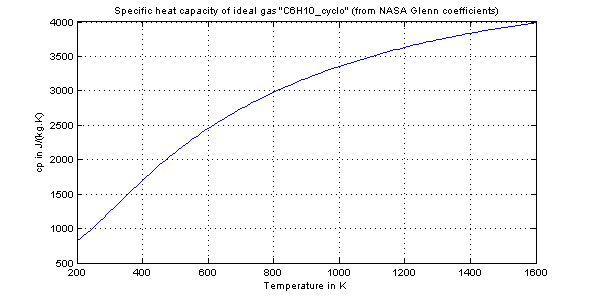 Specific heat capacity of ideal gas "C6H10_cyclo" (from NASA Glenn coefficients)
4000
3500
3000
2500
2000
1500
1000
500
cp in J/(kg.K)
200 400 600 800 1000 1200 1400 1600
Temperature in K